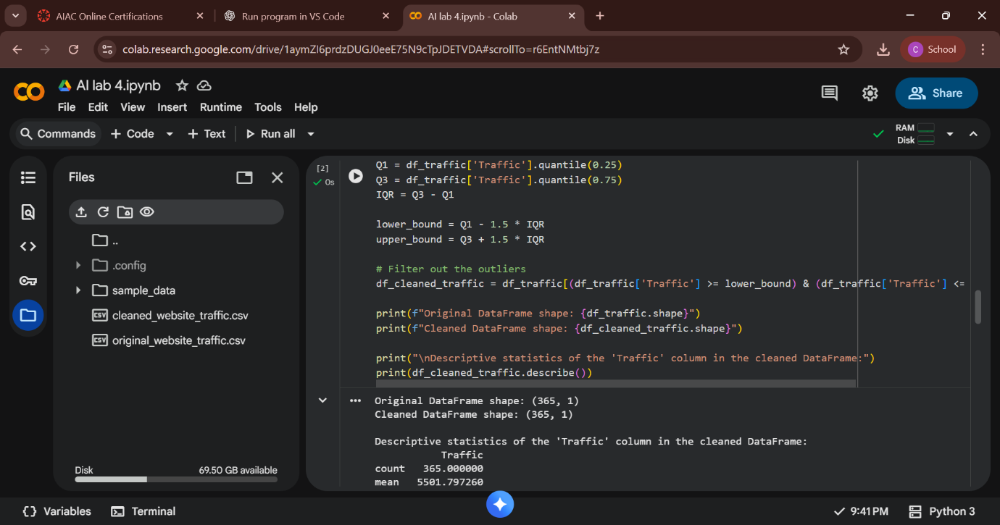 AIAC Online Certifications
Run program in VS Code
AI lab 4.ipynb - Colab
colab.research.google.com/drive/1aymZl6prdzDUGJ0eeE75N9cTpJDETVDA#scrollTo=r6EntNMtbj7z
C School
CO
AI lab 4.ipynb
File Edit View Insert Runtime Tools Help
Share
Commands + Code + Text Run all
RAM
Disk
Files
..
.config
sample_data
CSV cleaned_website_traffic.csv
CSV original_website_traffic.csv
Disk 69.50 GB available
[2]
0s
Q1 = df_traffic['Traffic'].quantile(0.25)
Q3 = df_traffic['Traffic'].quantile(0.75)
IQR = Q3 - Q1
lower_bound = Q1 - 1.5 * IQR
upper_bound = Q3 + 1.5 * IQR
# Filter out the outliers
df_cleaned_traffic = df_traffic[(df_traffic['Traffic'] >= lower_bound) & (df_traffic['Traffic'] <=
print(f"Original DataFrame shape: {df_traffic.shape}")
print(f"Cleaned DataFrame shape: {df_cleaned_traffic.shape}")
print("\nDescriptive statistics of the 'Traffic' column in the cleaned DataFrame:")
print(df_cleaned_traffic.describe())
Original DataFrame shape: (365, 1)
Cleaned DataFrame shape: (365, 1)
Descriptive statistics of the 'Traffic' column in the cleaned DataFrame:
Traffic
count 365.000000
mean 5501.797260
{} Variables Terminal
9:41 PM Python 3